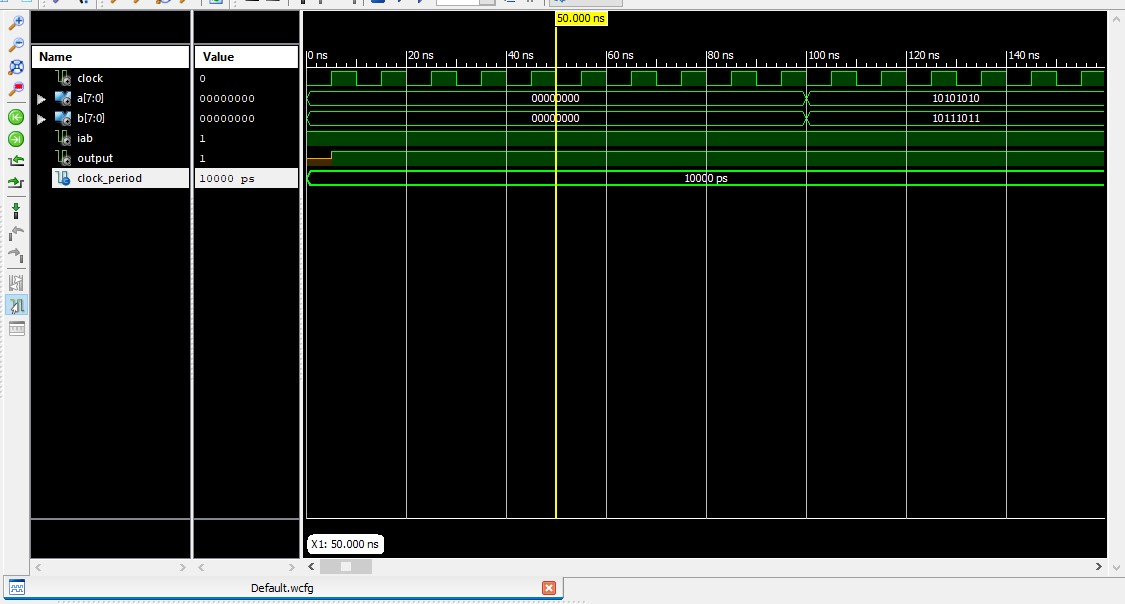 50.000 ns
Name Value
0 ns 20 ns 40 ns 60 ns 80 ns 100 ns 120 ns 140 ns
clock 0
a[7:0] 00000000 00000000 10101010
b[7:0] 00000000 00000000 10111011
iab 1
output 1
clock_period 10000 ps 10000 ps
X1: 50.000 ns
Default.wcfg